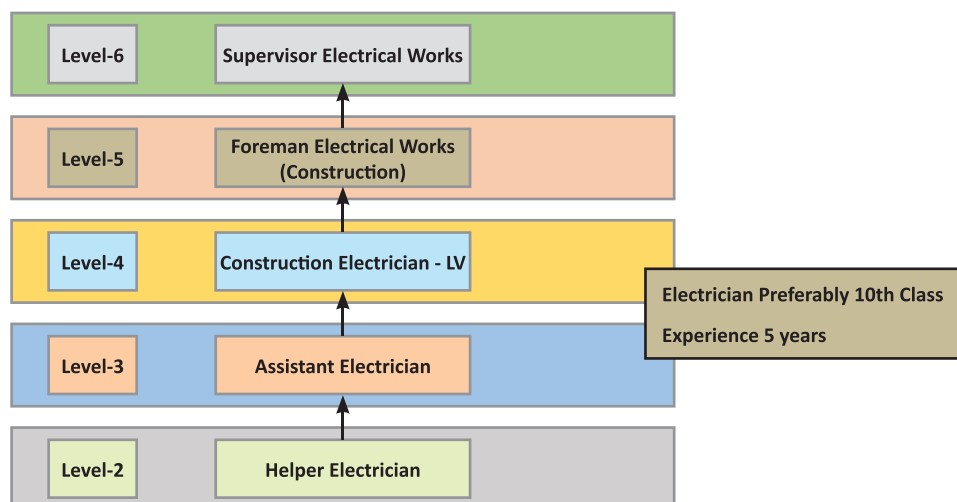 Level-6
Supervisor Electrical Works
Level-5
Foreman Electrical Works
(Construction)
Level-4
Construction Electrician - LV
Electrician Preferably 10th Class
Experience 5 years
Level-3
Assistant Electrician
Level-2
Helper Electrician